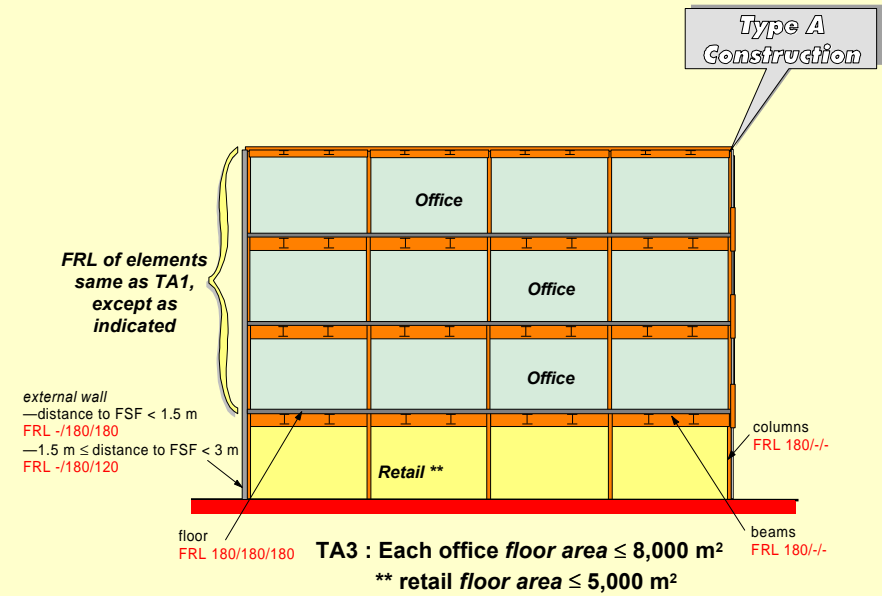 Type A
Construction
Office
FRL of elements
same as TA1,
except as
indicated
Office
Office
external wall
—distance to FSF < 1.5 m
FRL -/180/180
—1.5 m ≤ distance to FSF < 3 m
FRL -/180/120
columns
FRL 180/-/-
Retail **
floor
FRL 180/180/180
beams
FRL 180/-/-
TA3 : Each office floor area ≤ 8,000 m²
** retail floor area ≤ 5,000 m²